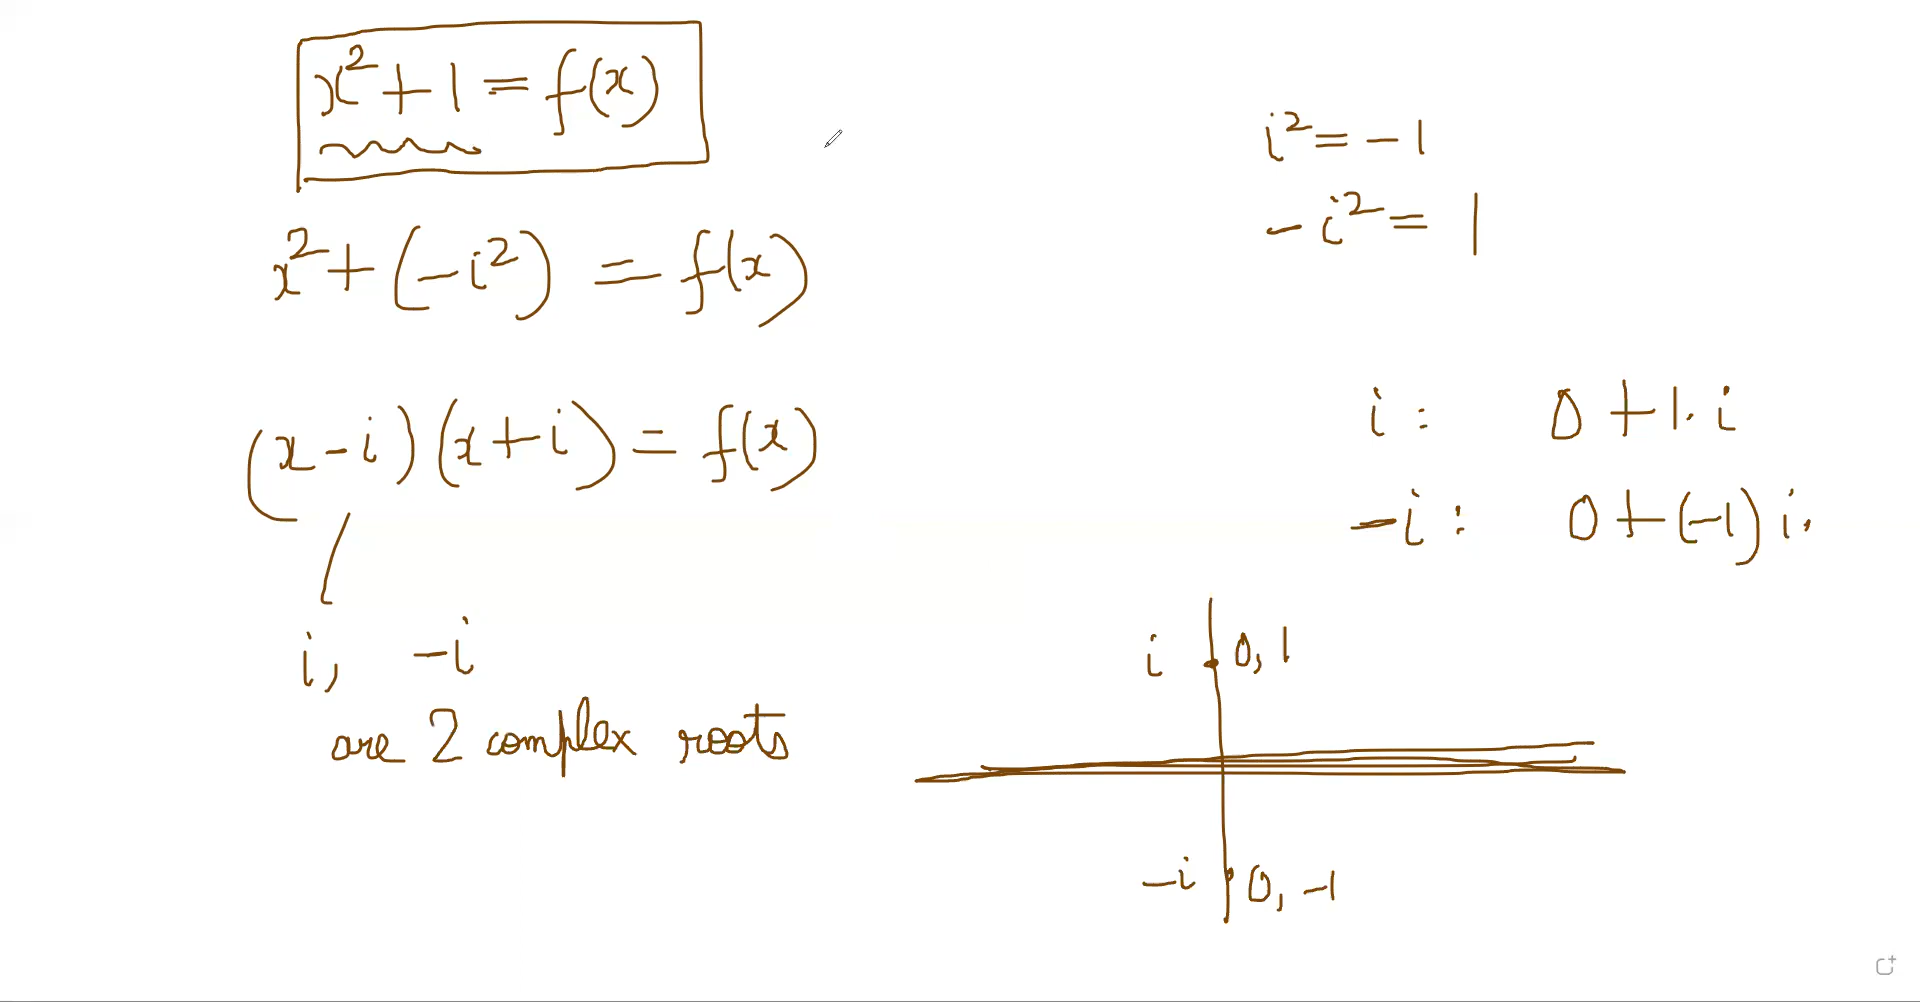 x² + 1 = f(x)
x² + (-i²) = f(x)
(x - i)(x + i) = f(x)
i, -i
are 2 complex roots
i² = -1
-i² = 1
i : 0 + 1. i
-i : 0 + (-1) i.
i 0, 1
-i 0, -1